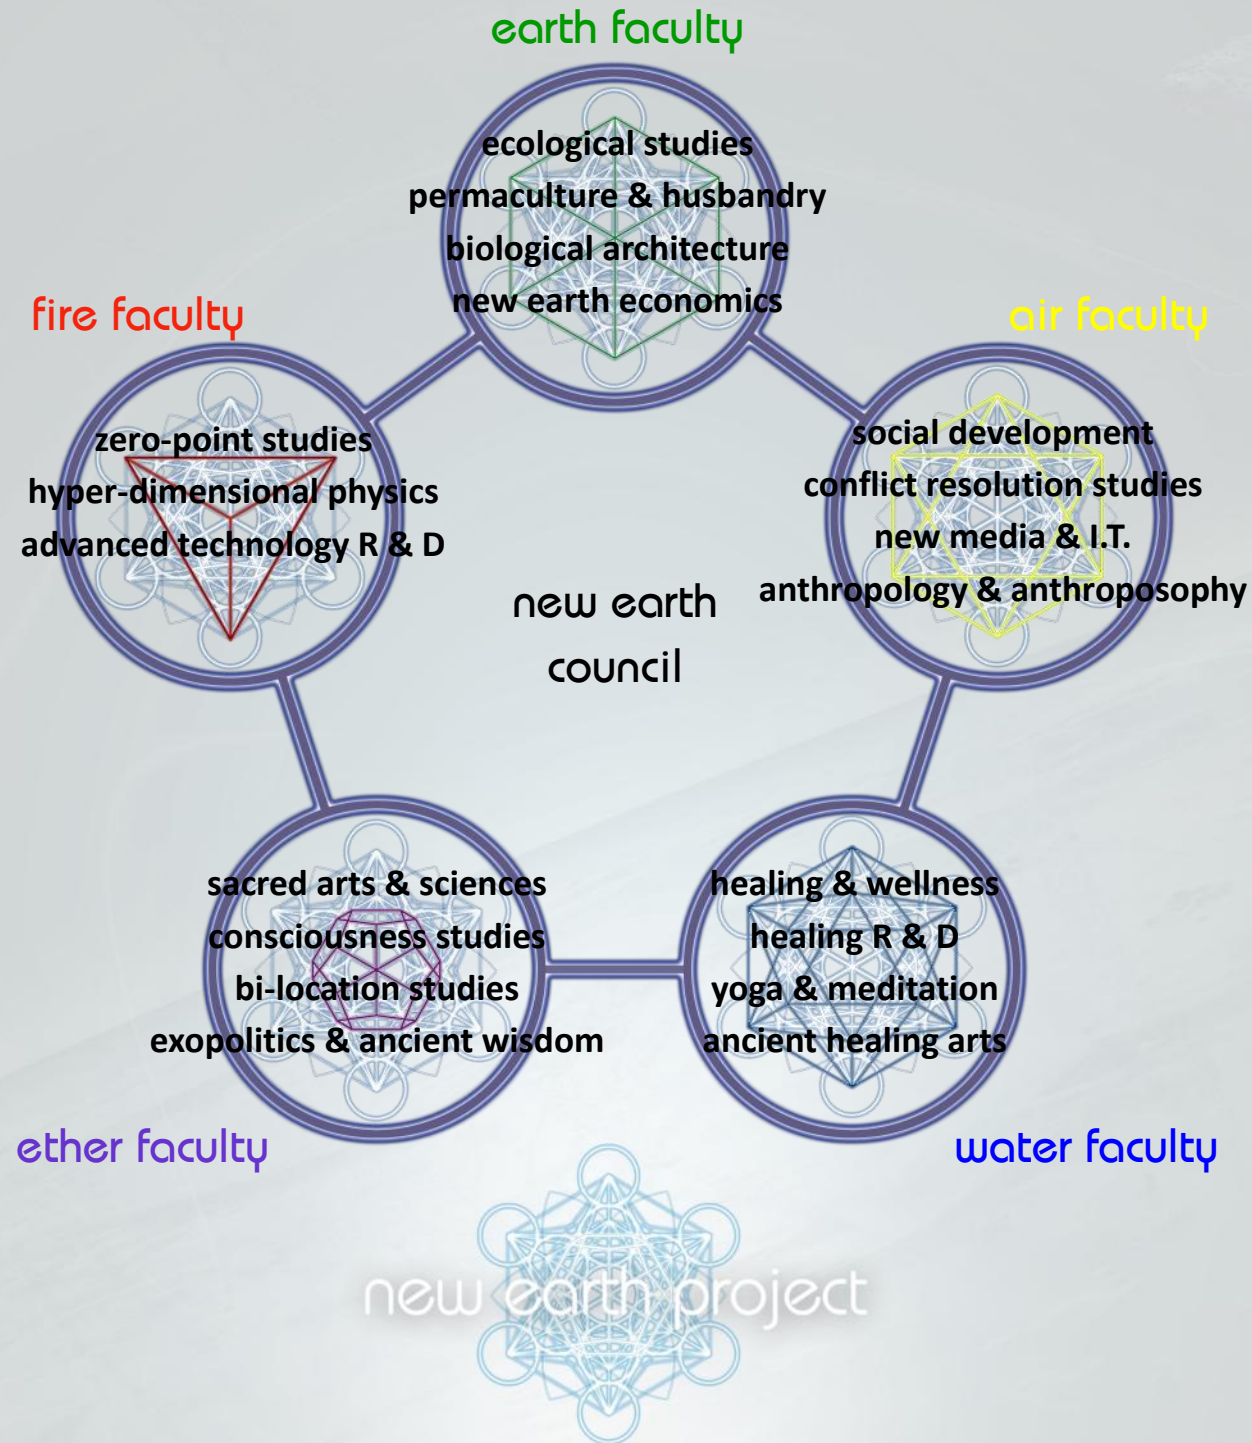 earth faculty
ecological studies
permaculture & husbandry
biological architecture
new earth economics
fire faculty
zero-point studies
hyper-dimensional physics
advanced technology R & D
air faculty
social development
conflict resolution studies
new media & I.T.
anthropology & anthroposophy
new earth
council
sacred arts & sciences
consciousness studies
bi-location studies
exopolitics & ancient wisdom
ether faculty
healing & wellness
healing R & D
yoga & meditation
ancient healing arts
water faculty
new earth project